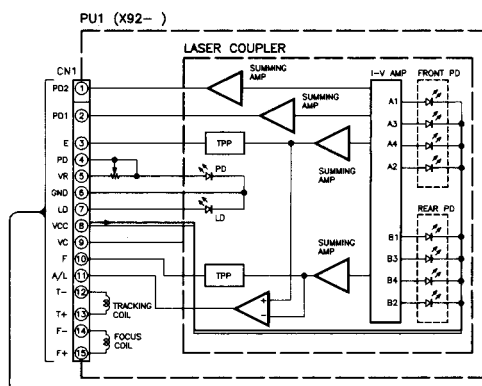 PU1 (X92- )
LASER COUPLER
CN1
SUMMING AMP
I-V AMP
FRONT PD
PD2 1
A1
SUMMING AMP
PD1 2
A3
SUMMING AMP
E 3
TPP
A4
PD 4
A2
VR 5
PD
GND 6
LD 7
LD
REAR PD
VCC 8
VC 9
SUMMING AMP
B1
F 10
TPP
B3
A/L 11
+
-
B4
T- 12
B2
TRACKING COIL
T+ 13
F- 14
FOCUS COIL
F+ 15